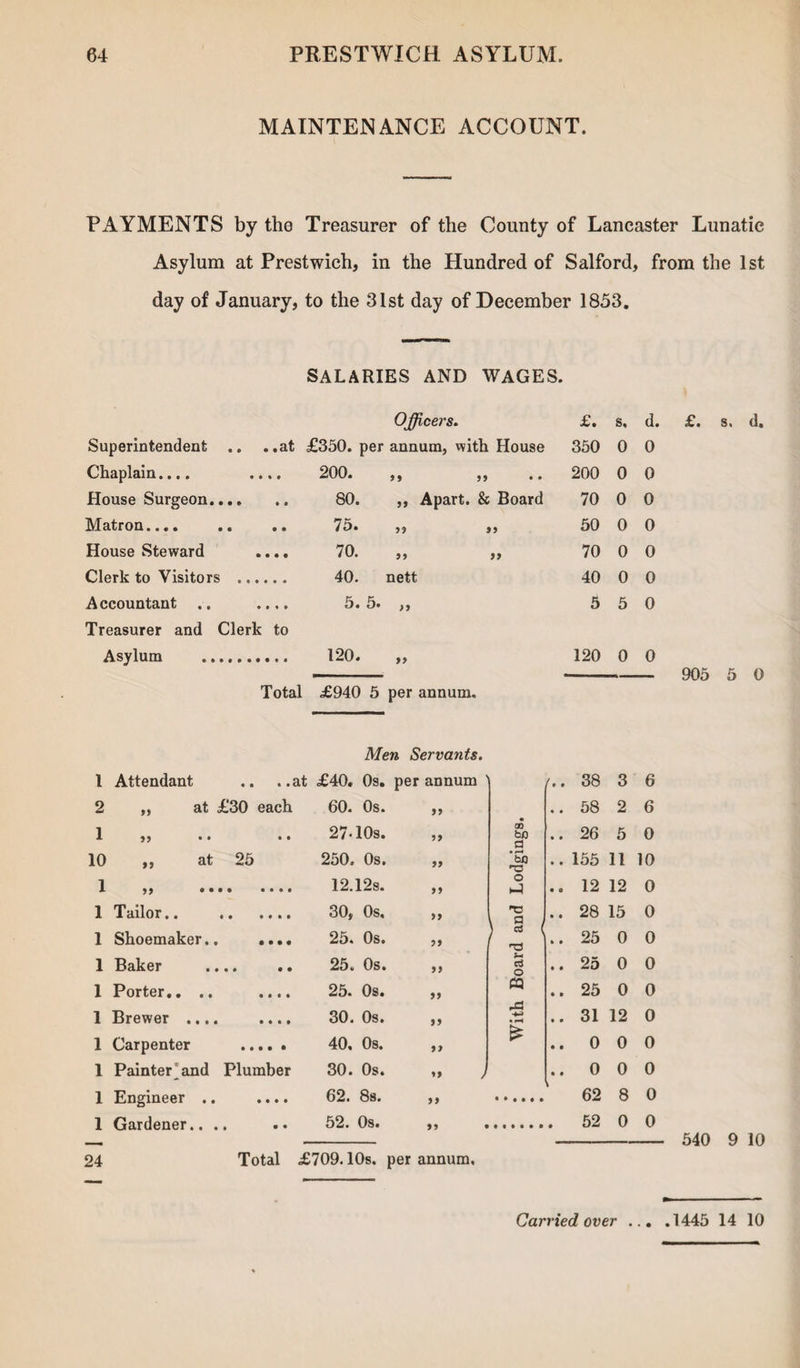 64 PRESTWICH ASYLUM.
MAINTENANCE ACCOUNT.
PAYMENTS by the Treasurer of the County of Lancaster Lunatic
Asylum at Prestwich, in the Hundred of Salford, from the 1st
day of January, to the 31st day of December 1853.
SALARIES AND WAGES.
Officers. £. s. d. £. s. d.
Superintendent .. ..at £350. per annum, with House 350 0 0
Chaplain.... .... 200. ,, ,, .. 200 0 0
House Surgeon.... .. 80. ,, Apart. & Board 70 0 0
Matron.... .. .. 75. ,, ,, 50 0 0
House Steward .... 70. ,, ,, 70 0 0
Clerk to Visitors ...... 40. nett 40 0 0
Accountant .. .... 5. 5. ,, 5 5 0
Treasurer and Clerk to
Asylum .......... 120. ,, 120 0 0
905 5 0
Total £940 5 per annum.
Men Servants.
With Board and Lodgings.
1 Attendant .. ..at £40. 0s. per annum .. 38 3 6
2 ,, at £30 each 60. 0s. ,, .. 58 2 6
1 ,, .. .. 27.10s. ,, .. 26 5 0
10 ,, at 25 250. 0s. ,, .. 155 11 10
1 ,, .... .... 12.12s. ,, .. 12 12 0
1 Tailor.. .. .... 30, 0s. ,, .. 28 15 0
1 Shoemaker.. .... 25. 0s. ,, .. 25 0 0
1 Baker .... .. 25. 0s. ,, .. 25 0 0
1 Porter.. .. .... 25. 0s. ,, .. 25 0 0
1 Brewer .... .... 30. 0s. ,, .. 31 12 0
1 Carpenter ..... 40. 0s. ,, .. 0 0 0
1 Painter and Plumber 30. 0s. ,, .. 0 0 0
1 Engineer .. .... 62. 8s. ,, ...... 62 8 0
1 Gardener.. .. .. 52. 0s. ,, ........ 52 0 0
540 9 10
24 Total £709.10s. per annum.
Carried over ... .1445 14 10